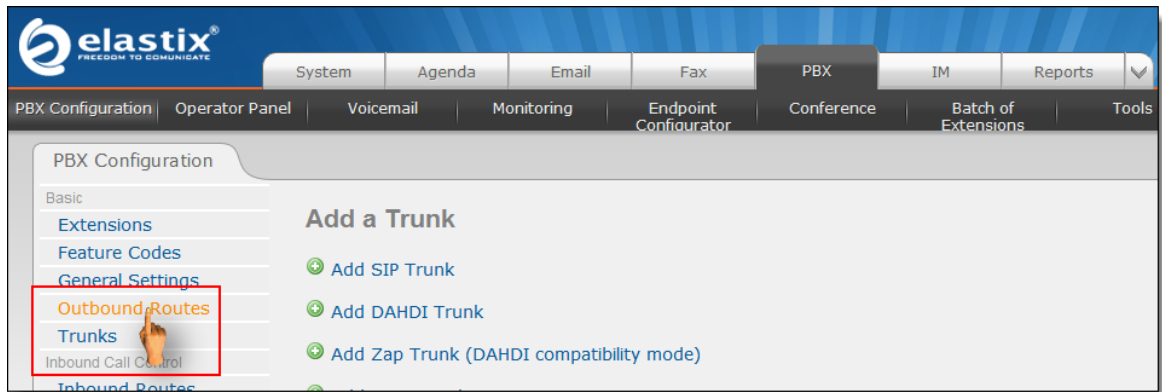 elastix®
FREEDOM TO COMUNICATE
System Agenda Email Fax PBX IM Reports
PBX Configuration Operator Panel Voicemail Monitoring Endpoint Configurator Conference Batch of Extensions Tools
PBX Configuration
Basic
Extensions
Feature Codes
General Settings
Outbound Routes
Trunks
Inbound Call Control
Inbound Routes
Add a Trunk
Add SIP Trunk
Add DAHDI Trunk
Add Zap Trunk (DAHDI compatibility mode)